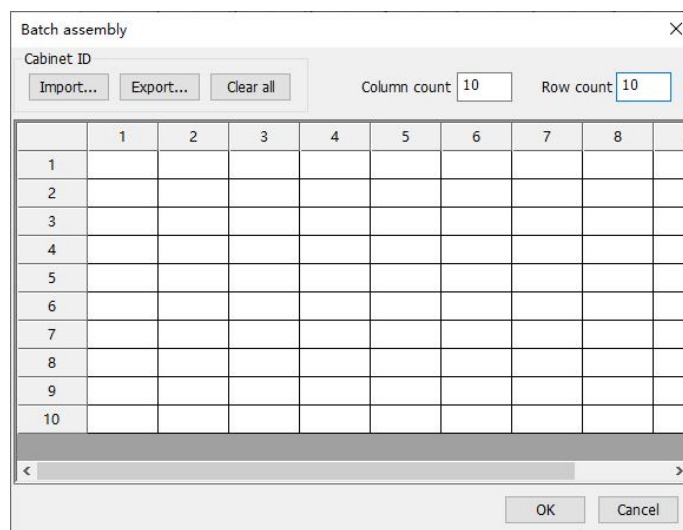 Batch assembly
Cabinet ID
Import... Export... Clear all Column count 10 Row count 10
1 2 3 4 5 6 7 8
1
2
3
4
5
6
7
8
9
10
OK Cancel